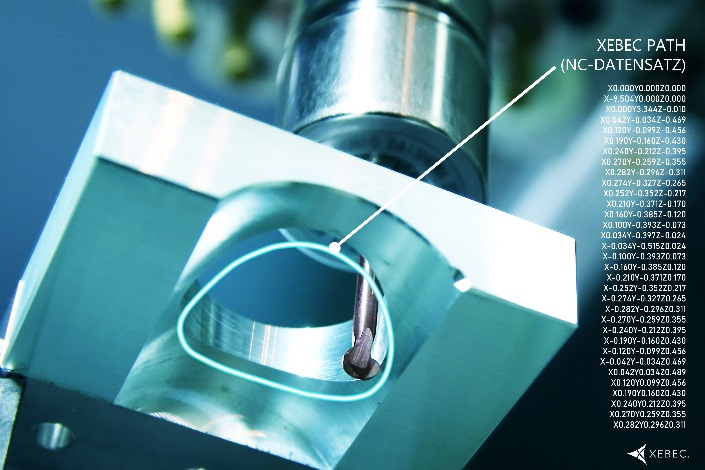 XEBEC PATH
(NC-DATENSATZ)
X0.000Y0.000Z0.000
X-9.504Y0.000Z0.000
X0.000Y3.344Z-0.010
X0.042Y-0.034Z-0.469
X0.120Y-0.099Z-0.456
X0.190Y-0.160Z-0.430
X0.240Y-0.212Z-0.395
X0.270Y-0.259Z-0.355
X0.282Y-0.296Z-0.311
X0.274Y-0.327Z-0.265
X0.252Y-0.352Z-0.217
X0.210Y-0.371Z-0.170
X0.160Y-0.385Z-0.120
X0.100Y-0.393Z-0.073
X0.034Y-0.397Z-0.024
X-0.034Y-0.515Z0.024
X-0.100Y-0.393Z0.073
X-0.160Y-0.385Z0.120
X-0.210Y-0.371Z0.170
X-0.252Y-0.352Z0.217
X-0.274Y-0.327Z0.265
X-0.282Y-0.296Z0.311
X-0.270Y-0.259Z0.355
X-0.240Y-0.212Z0.395
X-0.190Y-0.160Z0.430
X-0.120Y-0.099Z0.456
X-0.042Y-0.034Z0.469
X0.042Y0.034Z0.489
X0.120Y0.099Z0.456
X0.190Y0.160Z0.430
X0.240Y0.212Z0.395
X0.270Y0.259Z0.355
X0.282Y0.296Z0.311
XEBEC.